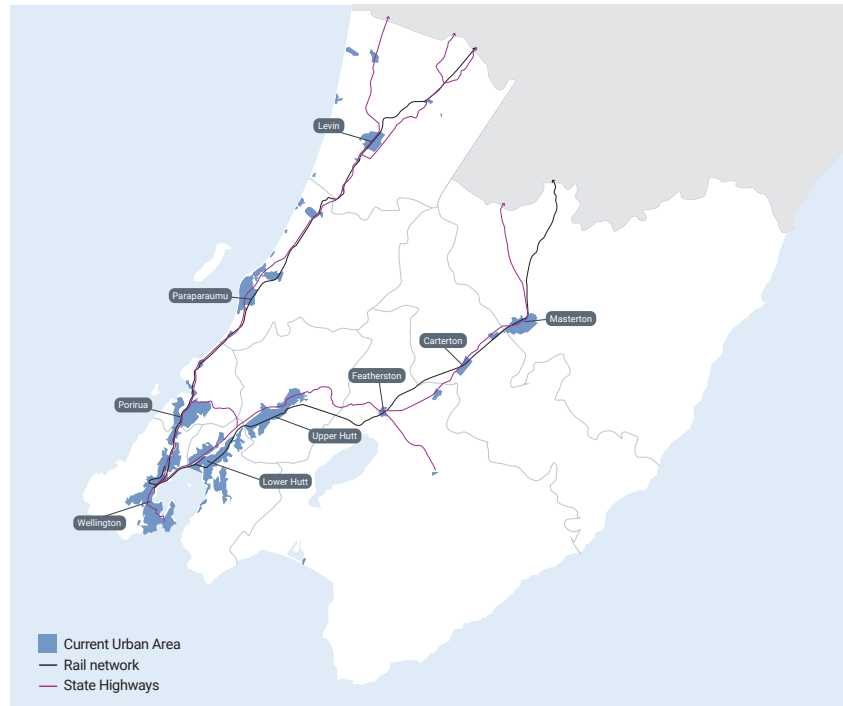 Levin
Paraparaumu
Masterton
Carterton
Featherston
Porirua
Upper Hutt
Lower Hutt
Wellington
Current Urban Area
Rail network
State Highways